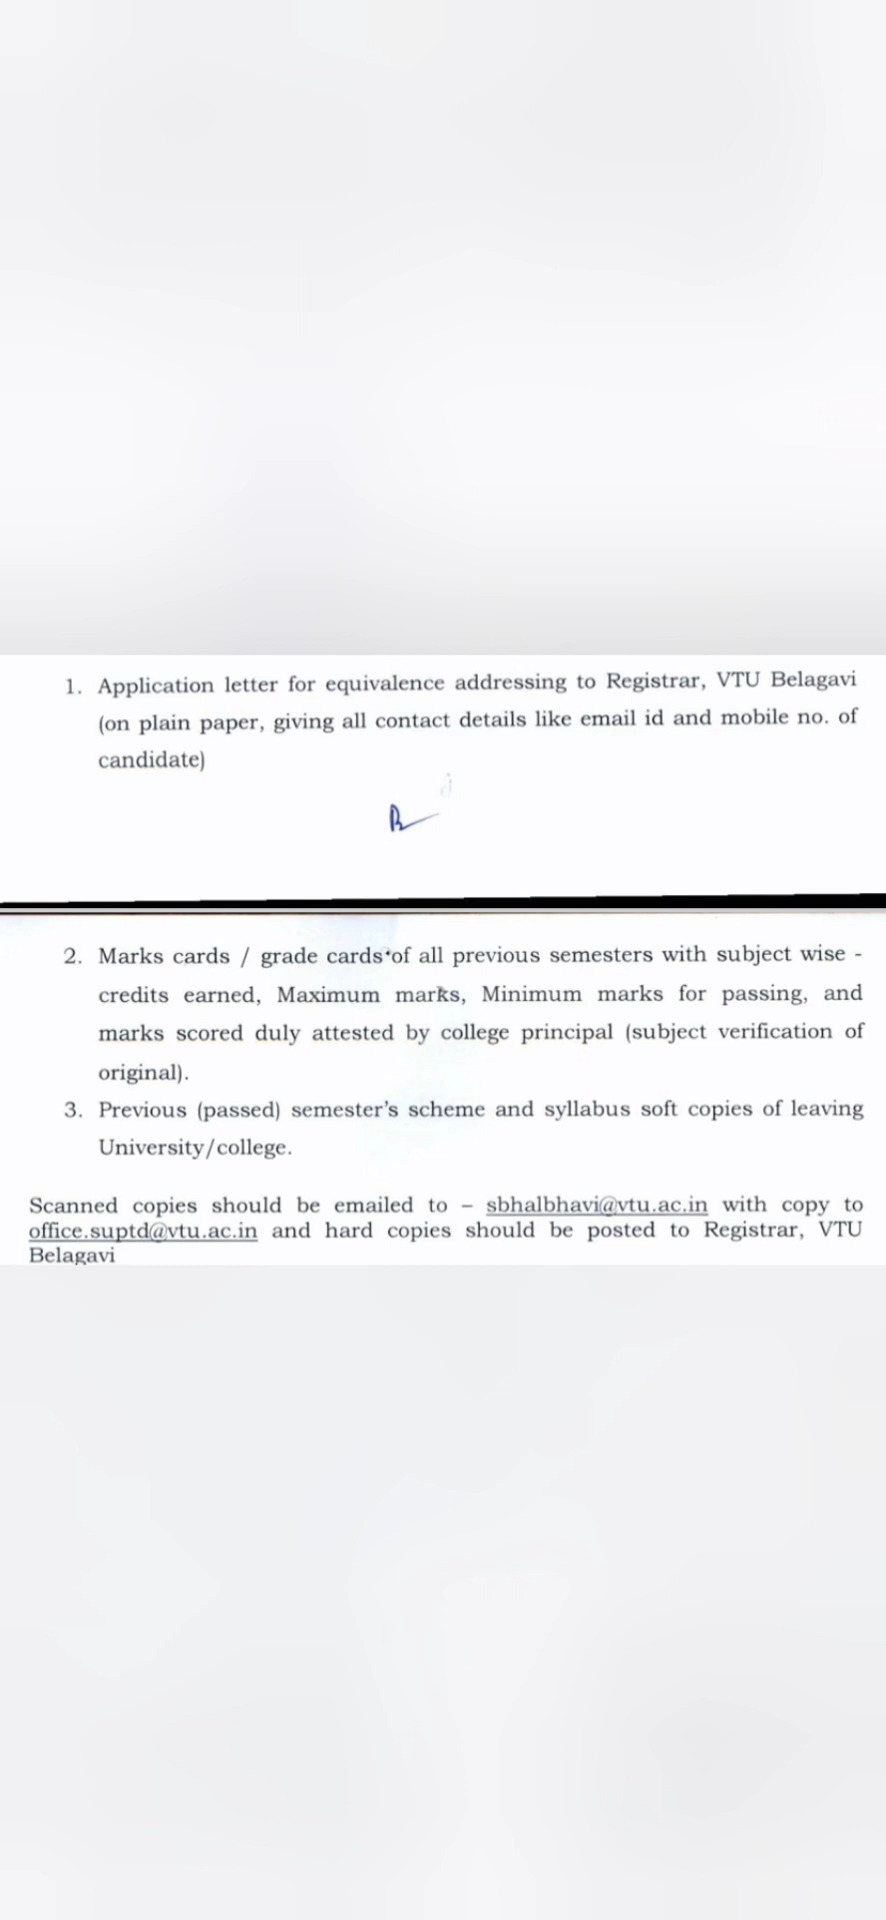 1. Application letter for equivalence addressing to Registrar, VTU Belagavi
(on plain paper, giving all contact details like email id and mobile no. of
candidate)
2. Marks cards / grade cards of all previous semesters with subject wise -
credits earned, Maximum marks, Minimum marks for passing, and
marks scored duly attested by college principal (subject verification of
original).
3. Previous (passed) semester's scheme and syllabus soft copies of leaving
University/college.
Scanned copies should be emailed to – sbhalbhavi@vtu.ac.in with copy to
office.suptd@vtu.ac.in and hard copies should be posted to Registrar, VTU
Belagavi